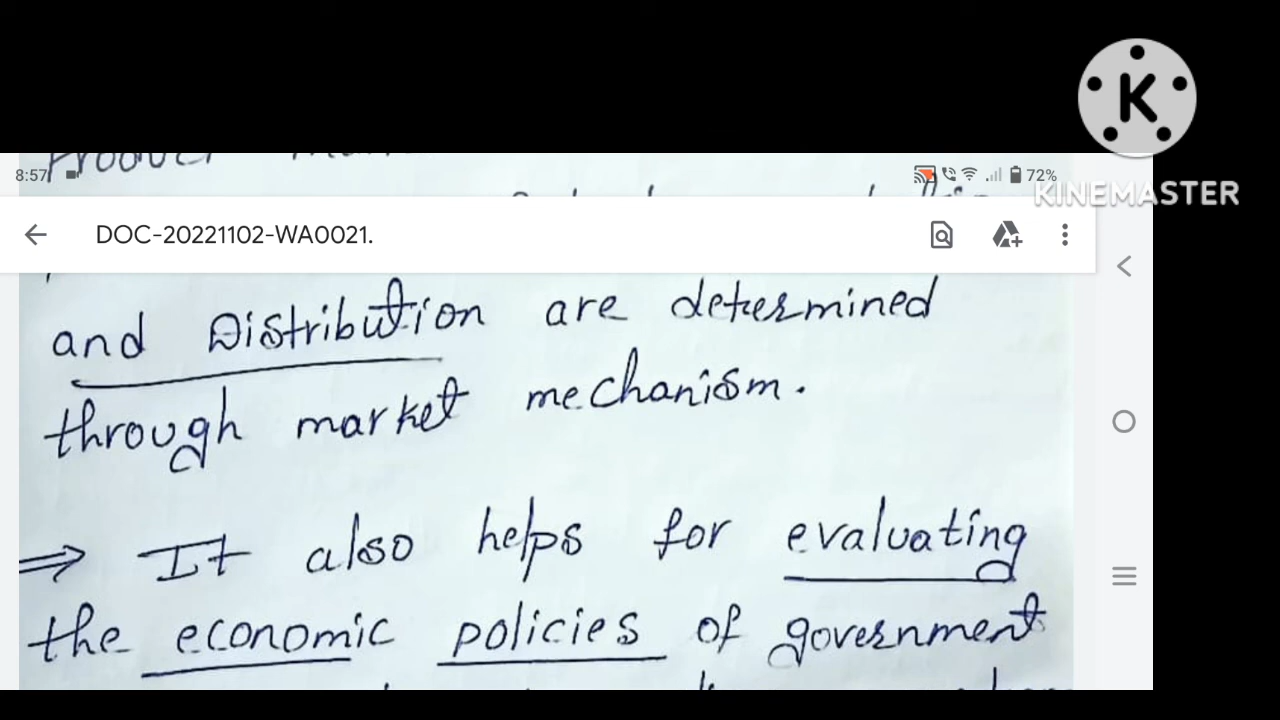 Product
8:57
72%
KINEMASTER
K
DOC-20221102-WA0021.
and Distribution are determined
through market mechanism.
⇒ It also helps for evaluating
the economic policies of government